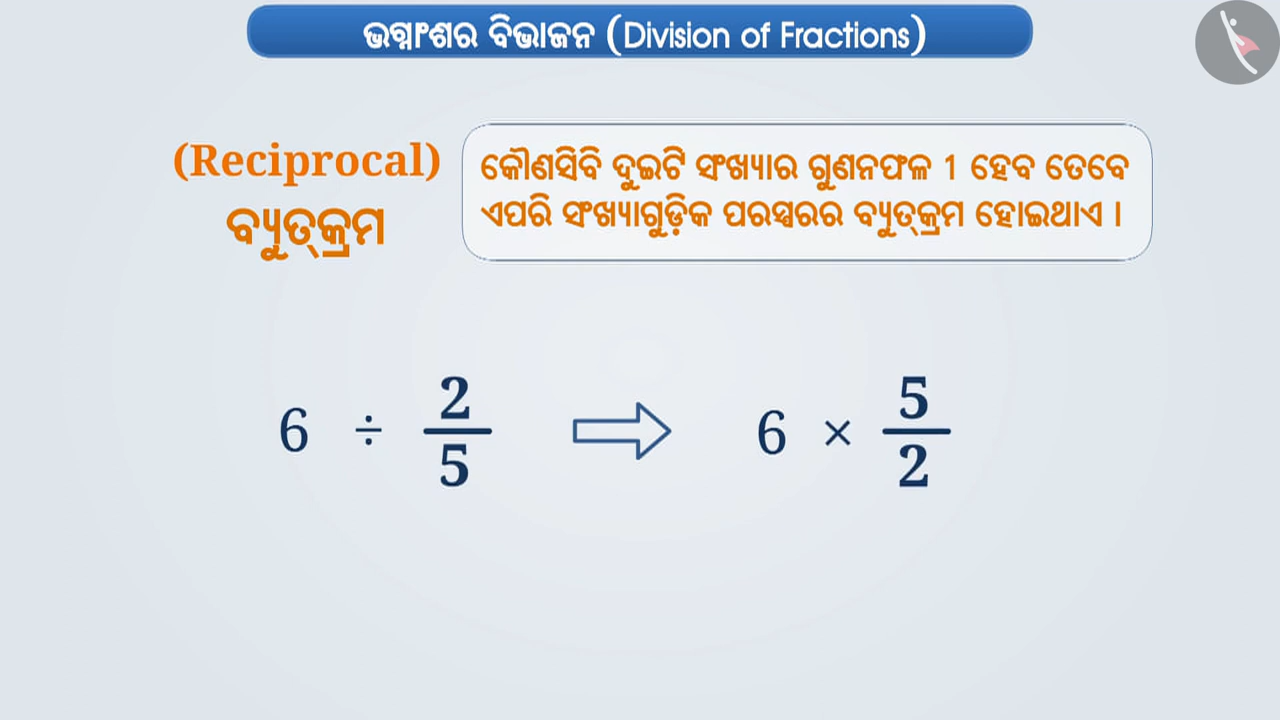 ଭଗ୍ନାଂଶର ବିଭାଜନ (Division of Fractions)
(Reciprocal)
ବ୍ୟୁତ୍‌କ୍ରମ
କୌଣସିବି ଦୁଇଟି ସଂଖ୍ୟାର ଗୁଣନଫଳ 1 ହେବ ତେବେ
ଏପରି ସଂଖ୍ୟାଗୁଡ଼ିକ ପରସ୍ପରର ବ୍ୟୁତ୍‌କ୍ରମ ହୋଇଥାଏ ।
6 ÷ 2/5 ⇨ 6 × 5/2